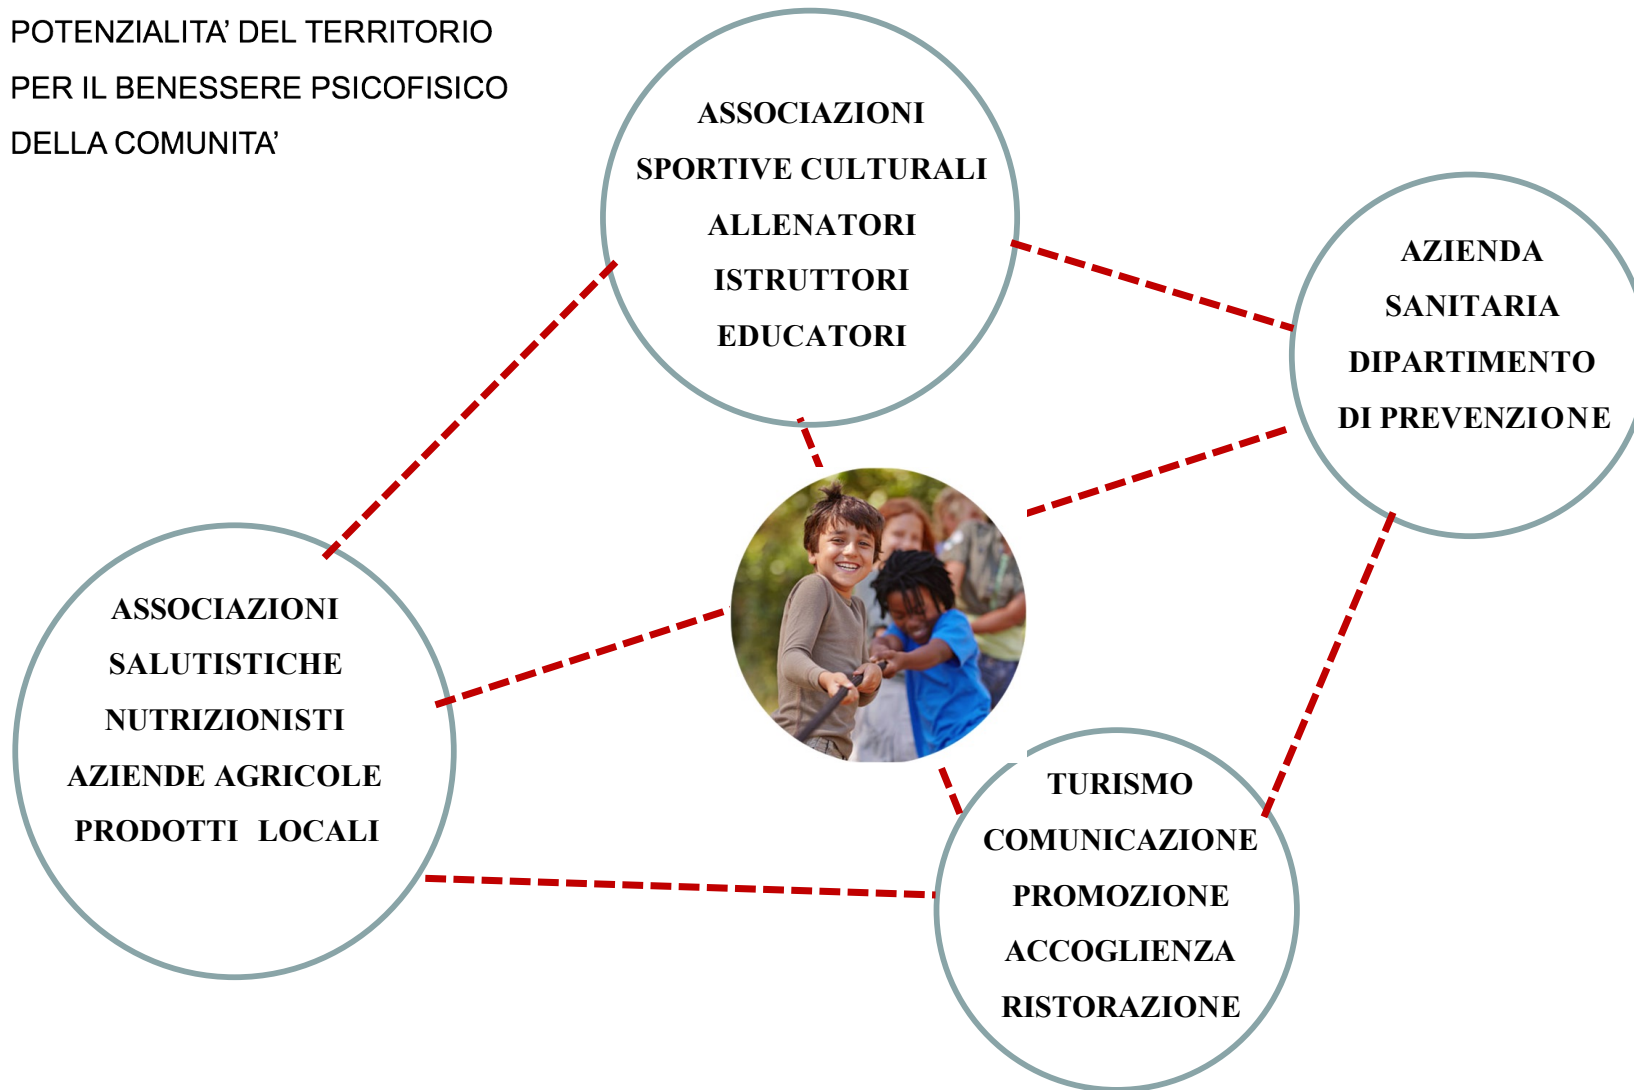 POTENZIALITA’ DEL TERRITORIO
PER IL BENESSERE PSICOFISICO
DELLA COMUNITA’
ASSOCIAZIONI
SPORTIVE CULTURALI
ALLENATORI
ISTRUTTORI
EDUCATORI
AZIENDA
SANITARIA
DIPARTIMENTO
DI PREVENZIONE
ASSOCIAZIONI
SALUTISTICHE
NUTRIZIONISTI
AZIENDE AGRICOLE
PRODOTTI LOCALI
TURISMO
COMUNICAZIONE
PROMOZIONE
ACCOGLIENZA
RISTORAZIONE